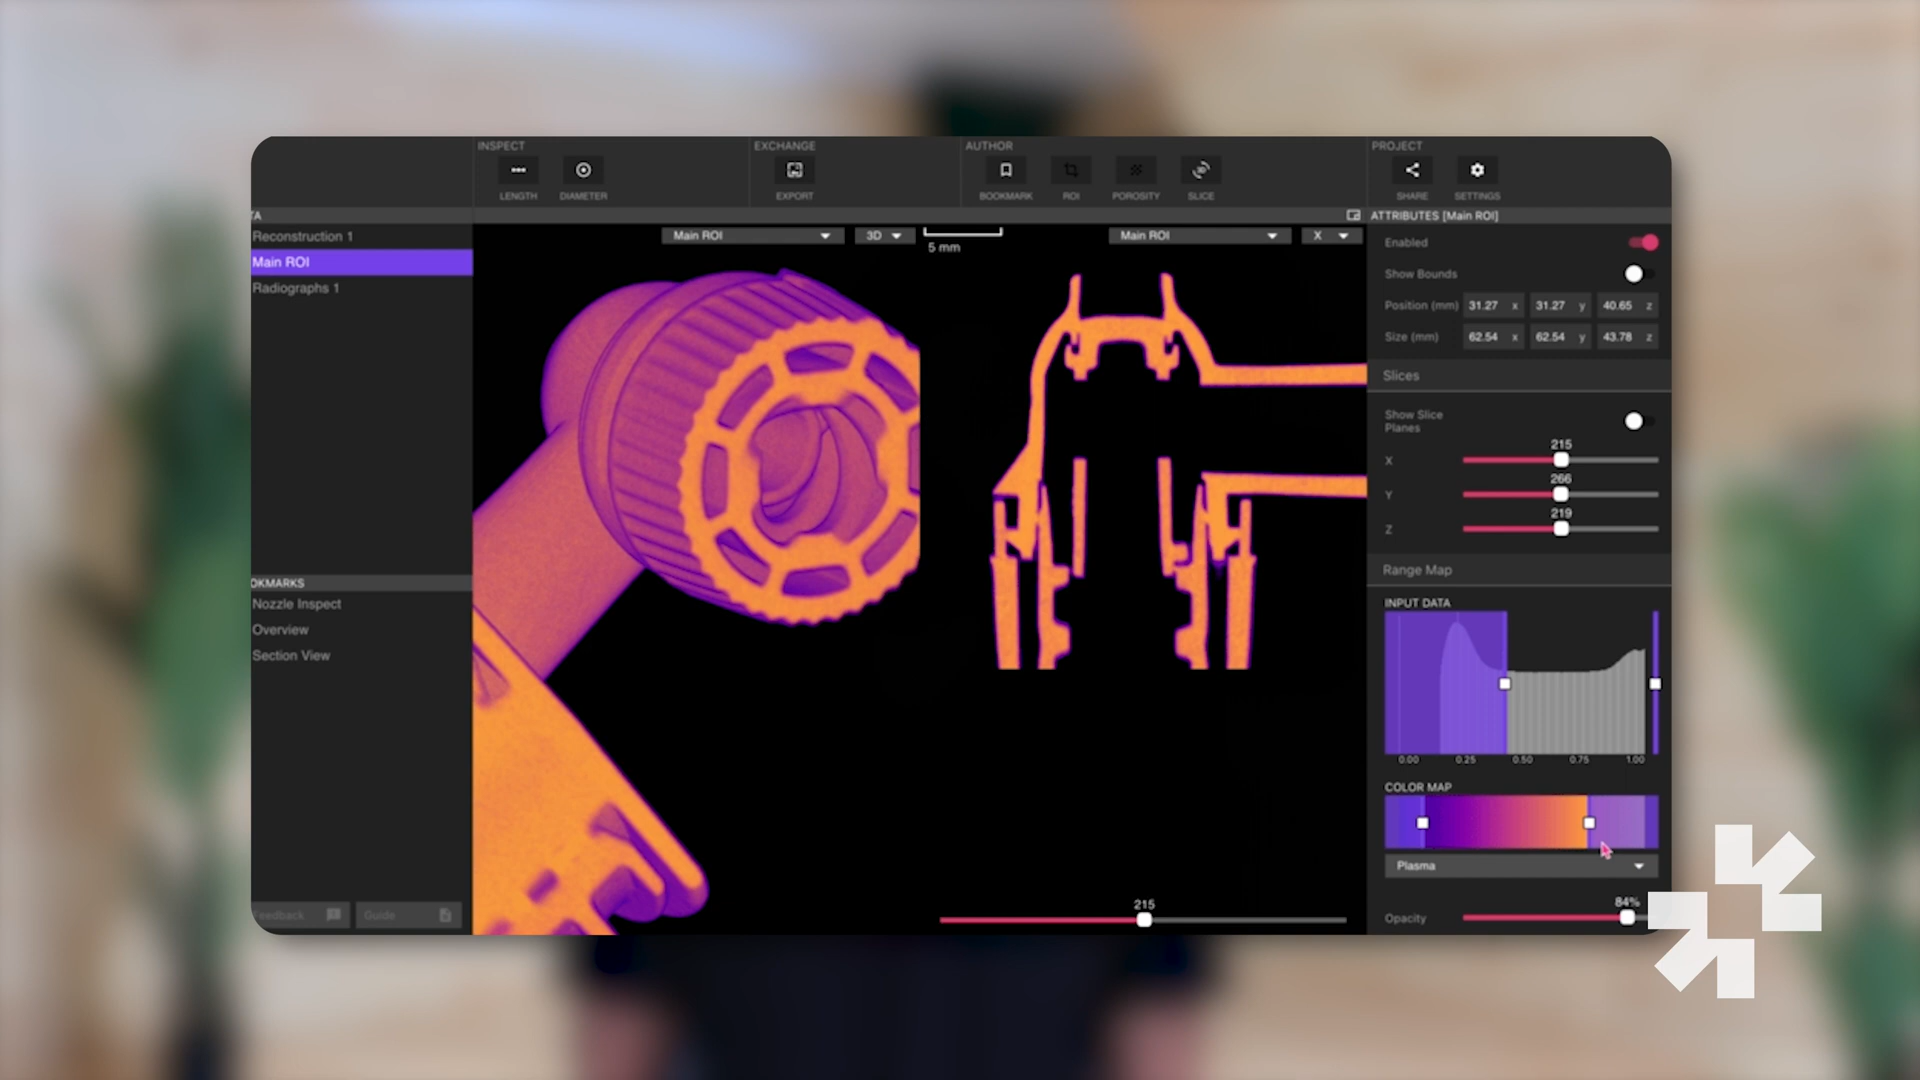 INSPECT
EXCHANGE
AUTHOR
PROJECT
LENGTH
DIAMETER
EXPORT
BOOKMARK
ROI
POROSITY
SLICE
SHARE
SETTINGS
TA
Reconstruction 1
Main ROI
Radiographs 1
OKMARKS
Nozzle Inspect
Overview
Section View
Feedback
Guide
Main ROI
3D
5 mm
Main ROI
X
215
ATTRIBUTES [Main ROI]
Enabled
Show Bounds
Position (mm) 31.27 x 31.27 y 40.65 z
Size (mm) 62.54 x 62.54 y 43.78 z
Slices
Show Slice
Planes
215
X
266
Y
219
Z
Range Map
INPUT DATA
0.00 0.25 0.50 0.75 1.00
COLOR MAP
Plasma
84%
Opacity